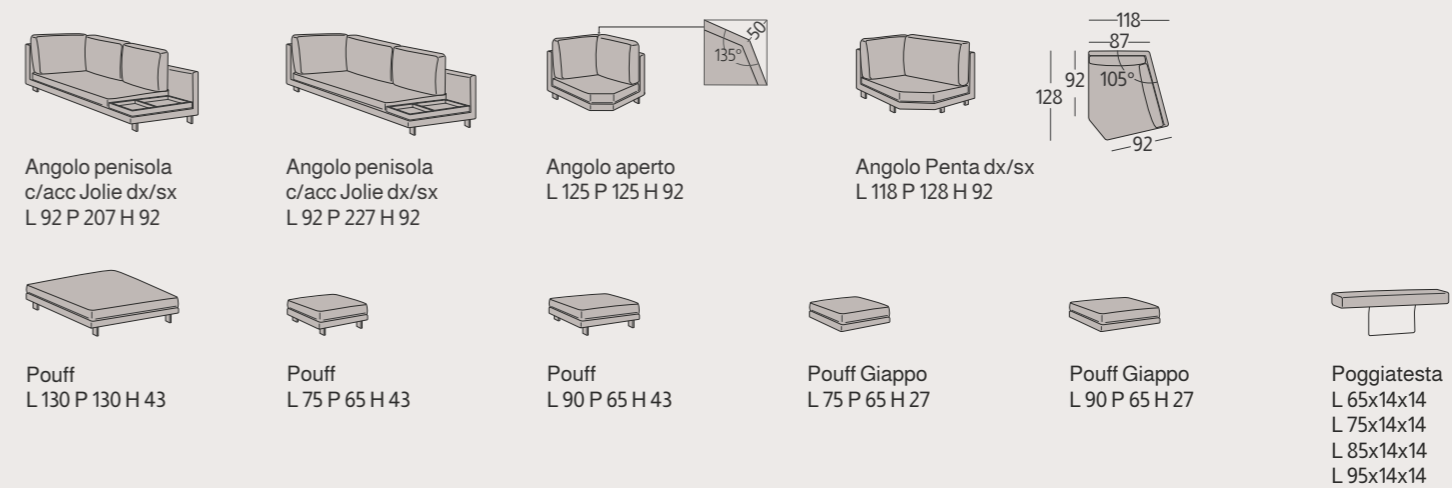 Angolo penisola
c/acc Jolie dx/sx
L 92 P 207 H 92
Angolo penisola
c/acc Jolie dx/sx
L 92 P 227 H 92
50
135°
Angolo aperto
L 125 P 125 H 92
118
87
92
105°
128
92
Angolo Penta dx/sx
L 118 P 128 H 92
Pouff
L 130 P 130 H 43
Pouff
L 75 P 65 H 43
Pouff
L 90 P 65 H 43
Pouff Giappo
L 75 P 65 H 27
Pouff Giappo
L 90 P 65 H 27
Poggiatesta
L 65x14x14
L 75x14x14
L 85x14x14
L 95x14x14